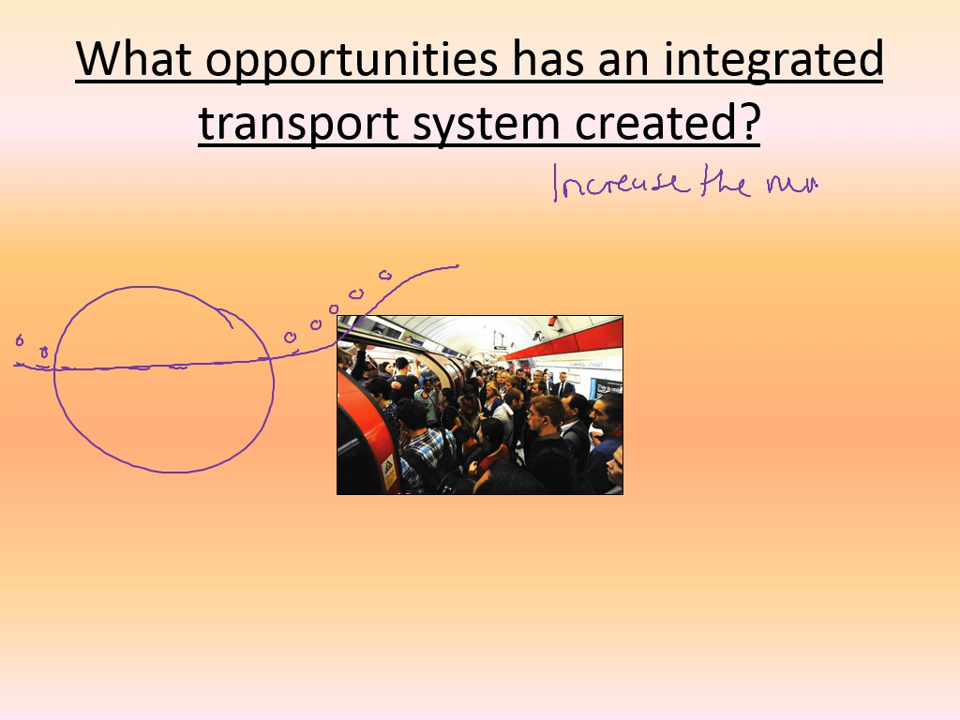 What opportunities has an integrated
transport system created?
Increase the